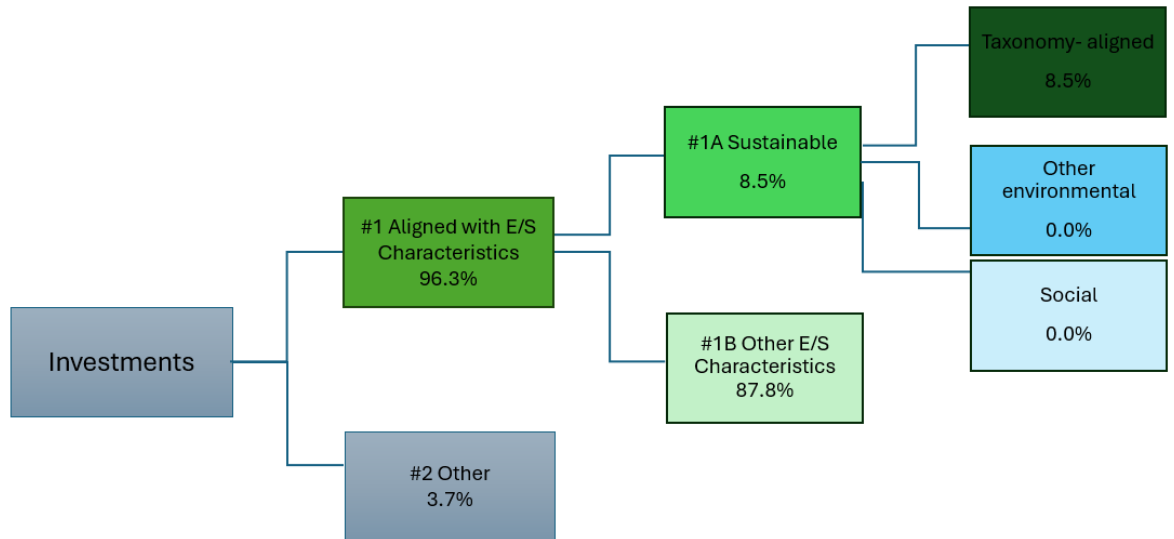 Investments
#1 Aligned with E/S
Characteristics
96.3%
#2 Other
3.7%
#1A Sustainable
8.5%
#1B Other E/S
Characteristics
87.8%
Taxonomy- aligned
8.5%
Other
environmental
0.0%
Social
0.0%